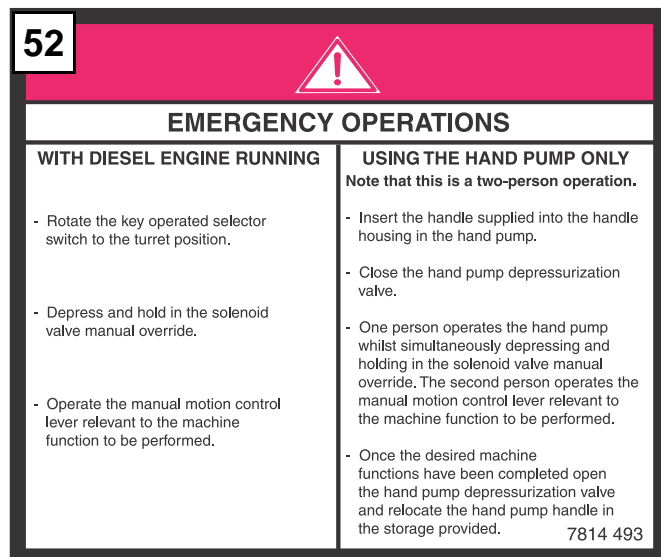 52
EMERGENCY OPERATIONS
WITH DIESEL ENGINE RUNNING
- Rotate the key operated selector
switch to the turret position.
- Depress and hold in the solenoid
valve manual override.
- Operate the manual motion control
lever relevant to the machine
function to be performed.
USING THE HAND PUMP ONLY
Note that this is a two-person operation.
- Insert the handle supplied into the handle
housing in the hand pump.
- Close the hand pump depressurization
valve.
- One person operates the hand pump
whilst simultaneously depressing and
holding in the solenoid valve manual
override. The second person operates the
manual motion control lever relevant to
the machine function to be performed.
- Once the desired machine
functions have been completed open
the hand pump depressurization valve
and relocate the hand pump handle in
the storage provided.
7814 493